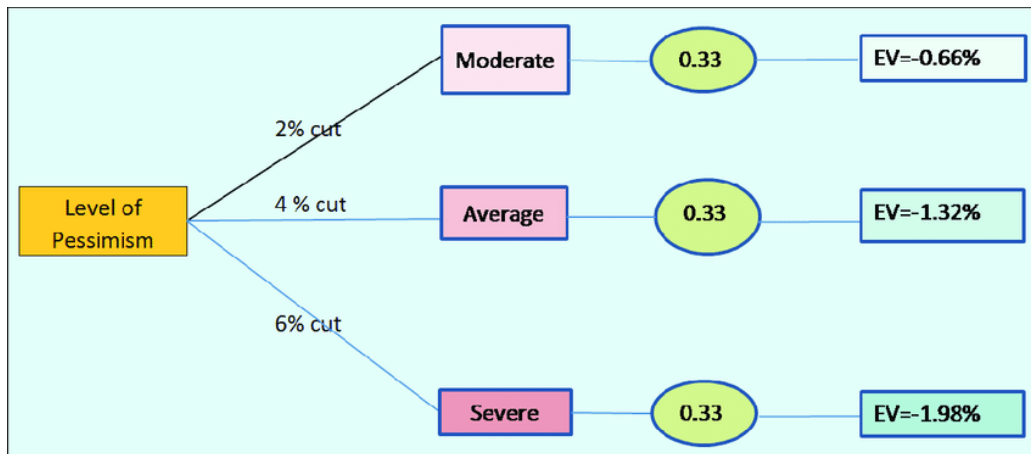 Moderate
0.33
EV=-0.66%
2% cut
Level of
Pessimism
4 % cut
Average
0.33
EV=-1.32%
6% cut
Severe
0.33
EV=-1.98%